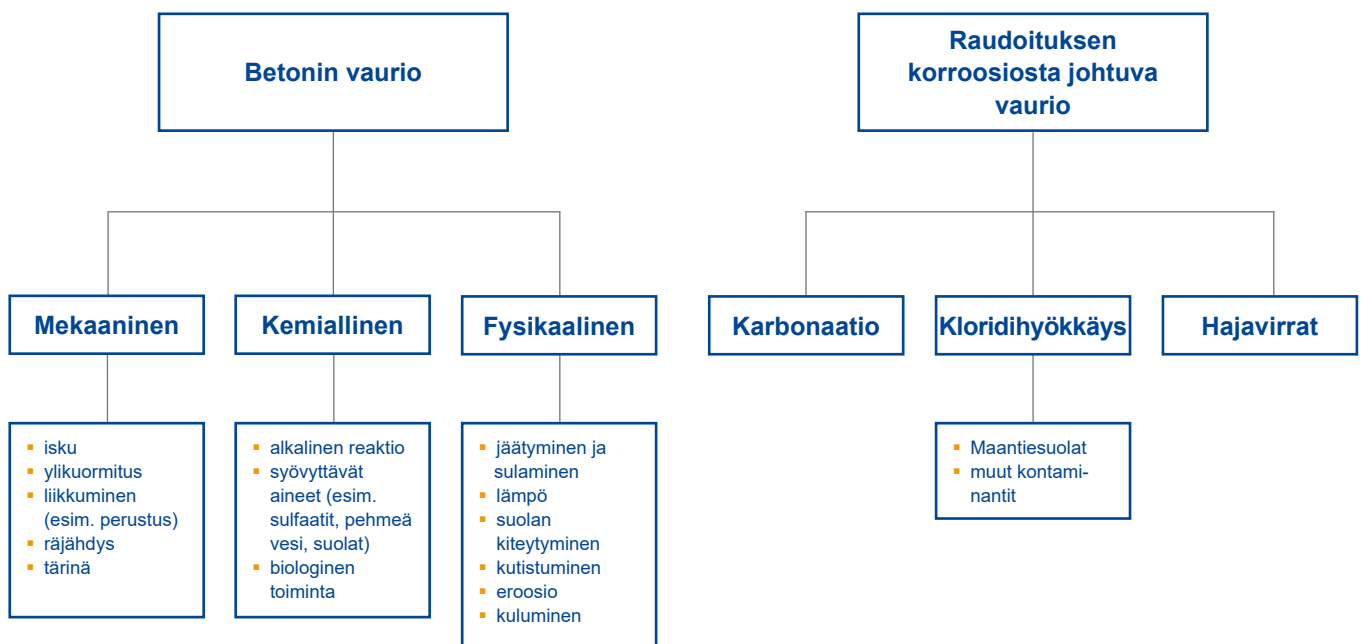 Betonin vaurio
Raudoituksen
korroosiosta johtuva
vaurio
Mekaaninen
Kemiallinen
Fysikaalinen
Karbonaatio
Kloridihyökkäys
Hajavirrat
▪ isku
▪ ylikuormitus
▪ liikkuminen
(esim. perustus)
▪ räjähdys
▪ tärinä
▪ alkalinen reaktio
▪ syövyttävät
aineet (esim.
sulfaatit, pehmeä
vesi, suolat)
▪ biologinen
toiminta
▪ jäätyminen ja
sulaminen
▪ lämpö
▪ suolan
kiteytyminen
▪ kutistuminen
▪ eroosio
▪ kuluminen
▪ Maantiesuolat
▪ muut kontami-
nantit